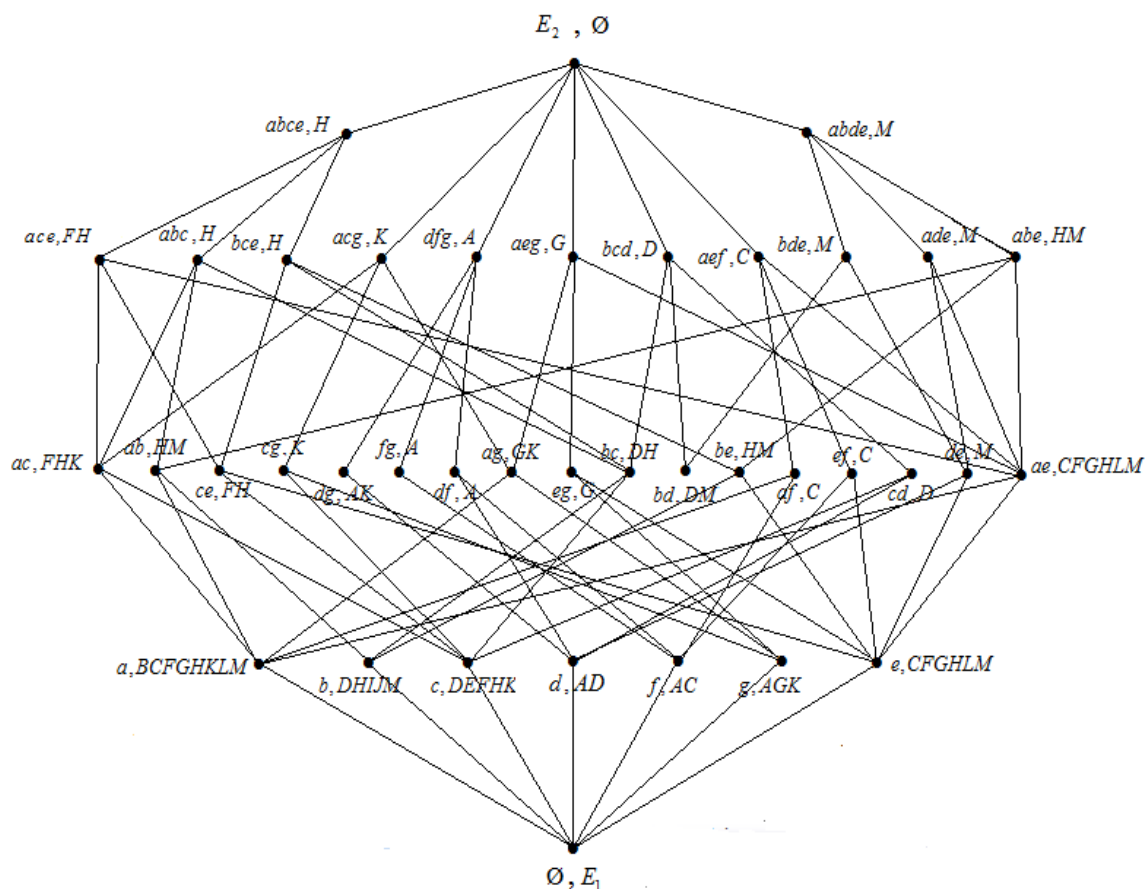 E₂ , Ø
abce, H
abde, M
ace, FH
abc, H
bce, H
acg, K
dfg, A
aeg, G
bcd, D
aef, C
bde, M
ade, M
abe, HM
ac, FHK
ab, HM
ce, FH
cg, K
dg, AK
fg, A
df, A
ag, GK
eg, G
bc, DH
bd, DM
be, HM
af, C
ef, C
cd, D
de, M
ae, CFGHLM
a, BCFGHKLM
b, DHIJM
c, DEFHK
d, AD
f, AC
g, AGK
e, CFGHLM
Ø, E₁